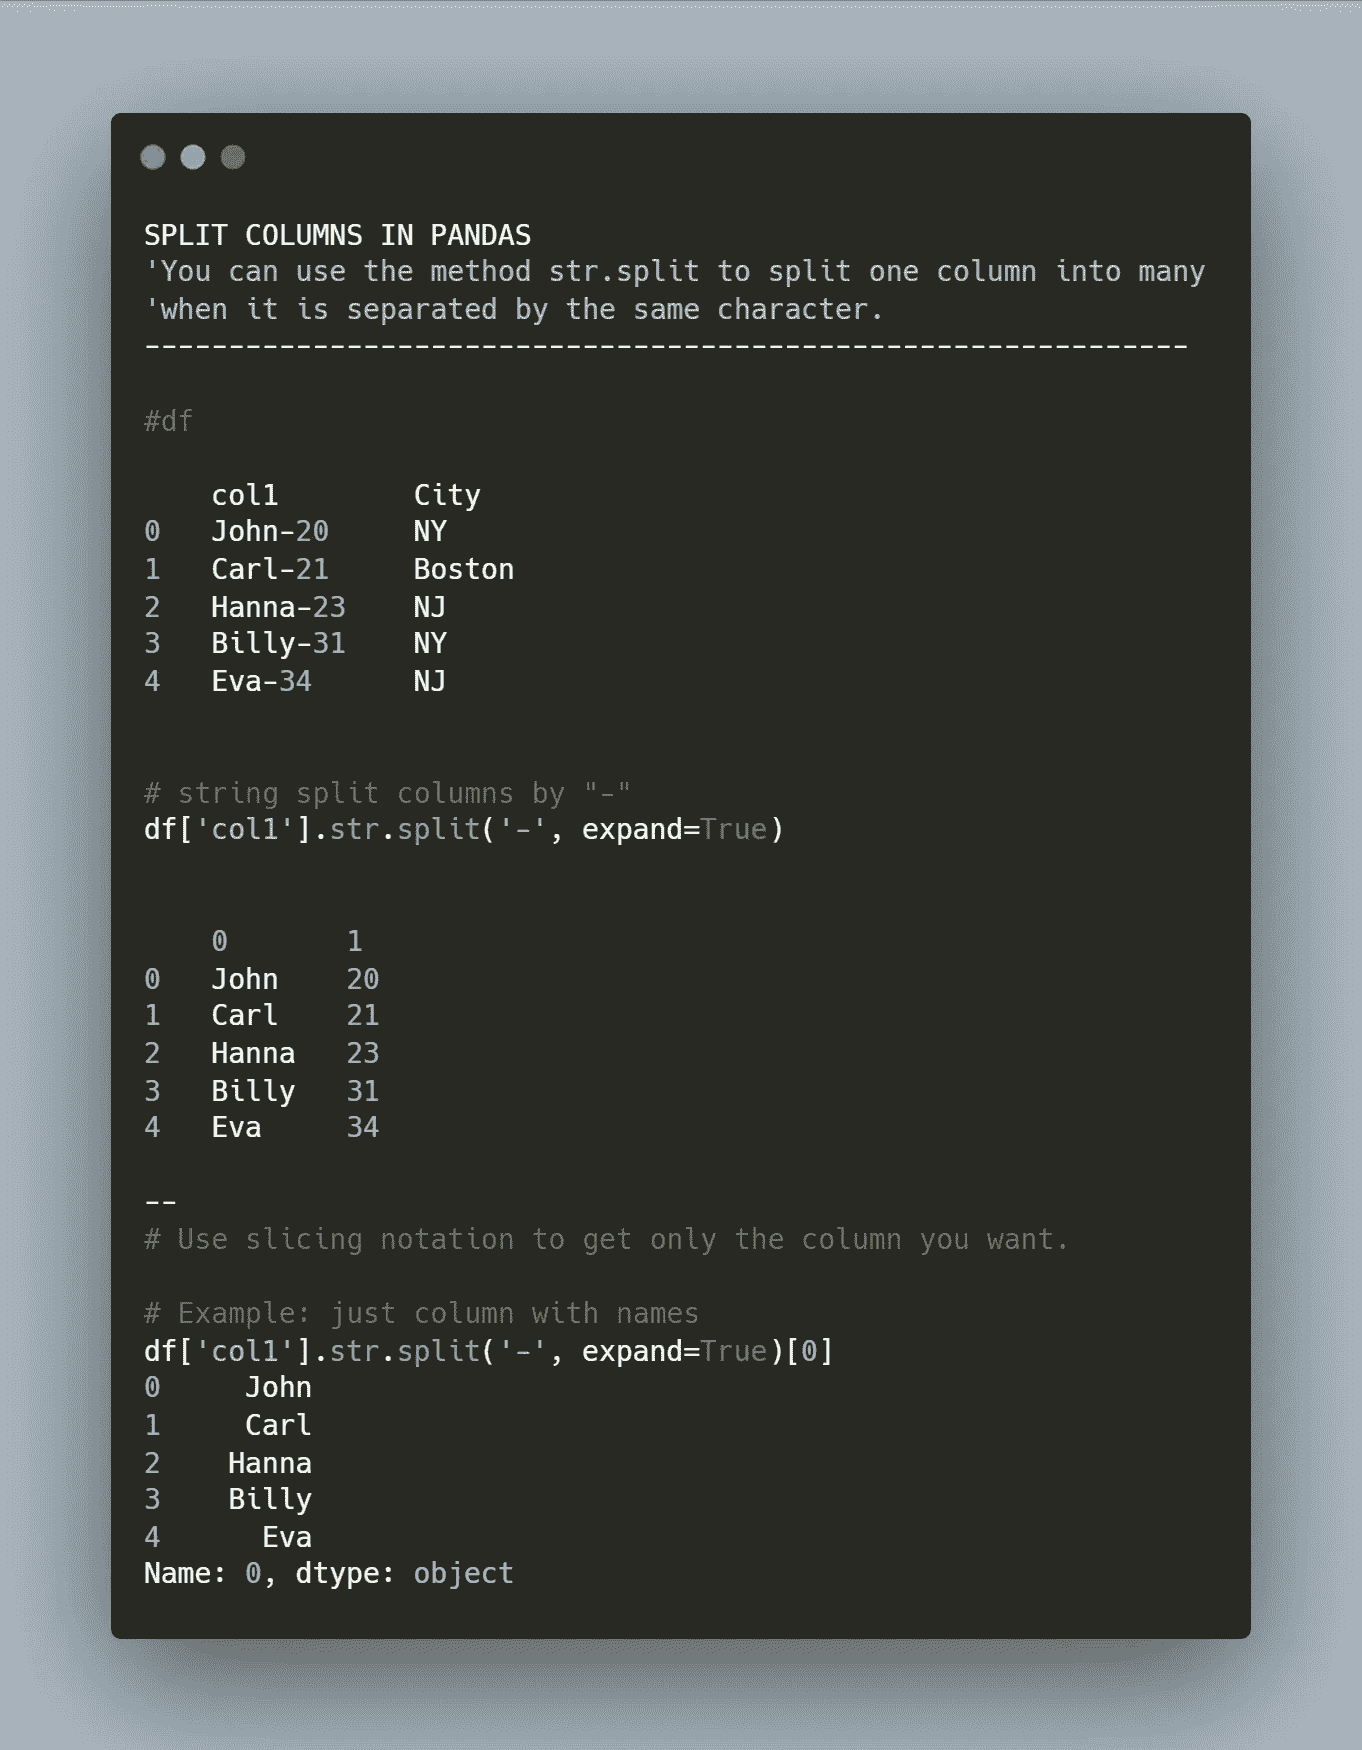 SPLIT COLUMNS IN PANDAS
'You can use the method str.split to split one column into many
'when it is separated by the same character.
--------------------------------------------------------------
#df
col1 City
0 John-20 NY
1 Carl-21 Boston
2 Hanna-23 NJ
3 Billy-31 NY
4 Eva-34 NJ
# string split columns by "-"
df['col1'].str.split('-', expand=True)
0 1
0 John 20
1 Carl 21
2 Hanna 23
3 Billy 31
4 Eva 34
--
# Use slicing notation to get only the column you want.
# Example: just column with names
df['col1'].str.split('-', expand=True)[0]
0 John
1 Carl
2 Hanna
3 Billy
4 Eva
Name: 0, dtype: object